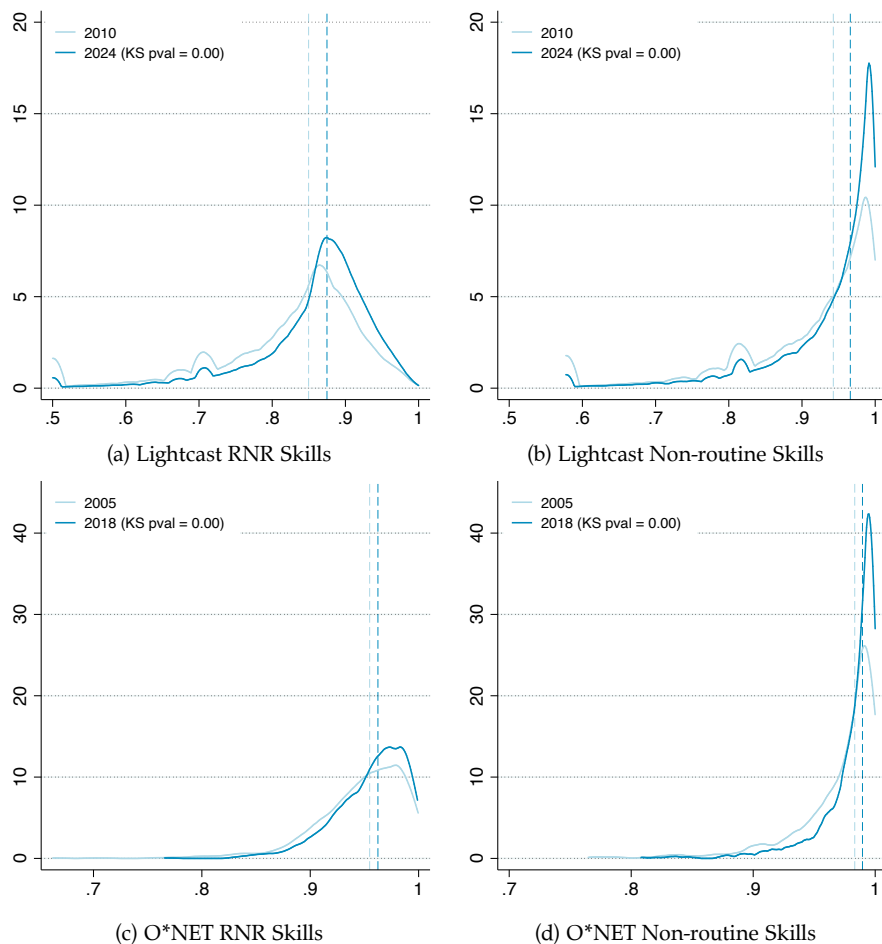 20
15
10
5
0
2010
2024 (KS pval = 0.00)
.5 .6 .7 .8 .9 1
(a) Lightcast RNR Skills
20
15
10
5
0
2010
2024 (KS pval = 0.00)
.5 .6 .7 .8 .9 1
(b) Lightcast Non-routine Skills
40
30
20
10
0
2005
2018 (KS pval = 0.00)
.7 .8 .9 1
(c) O*NET RNR Skills
40
30
20
10
0
2005
2018 (KS pval = 0.00)
.7 .8 .9 1
(d) O*NET Non-routine Skills